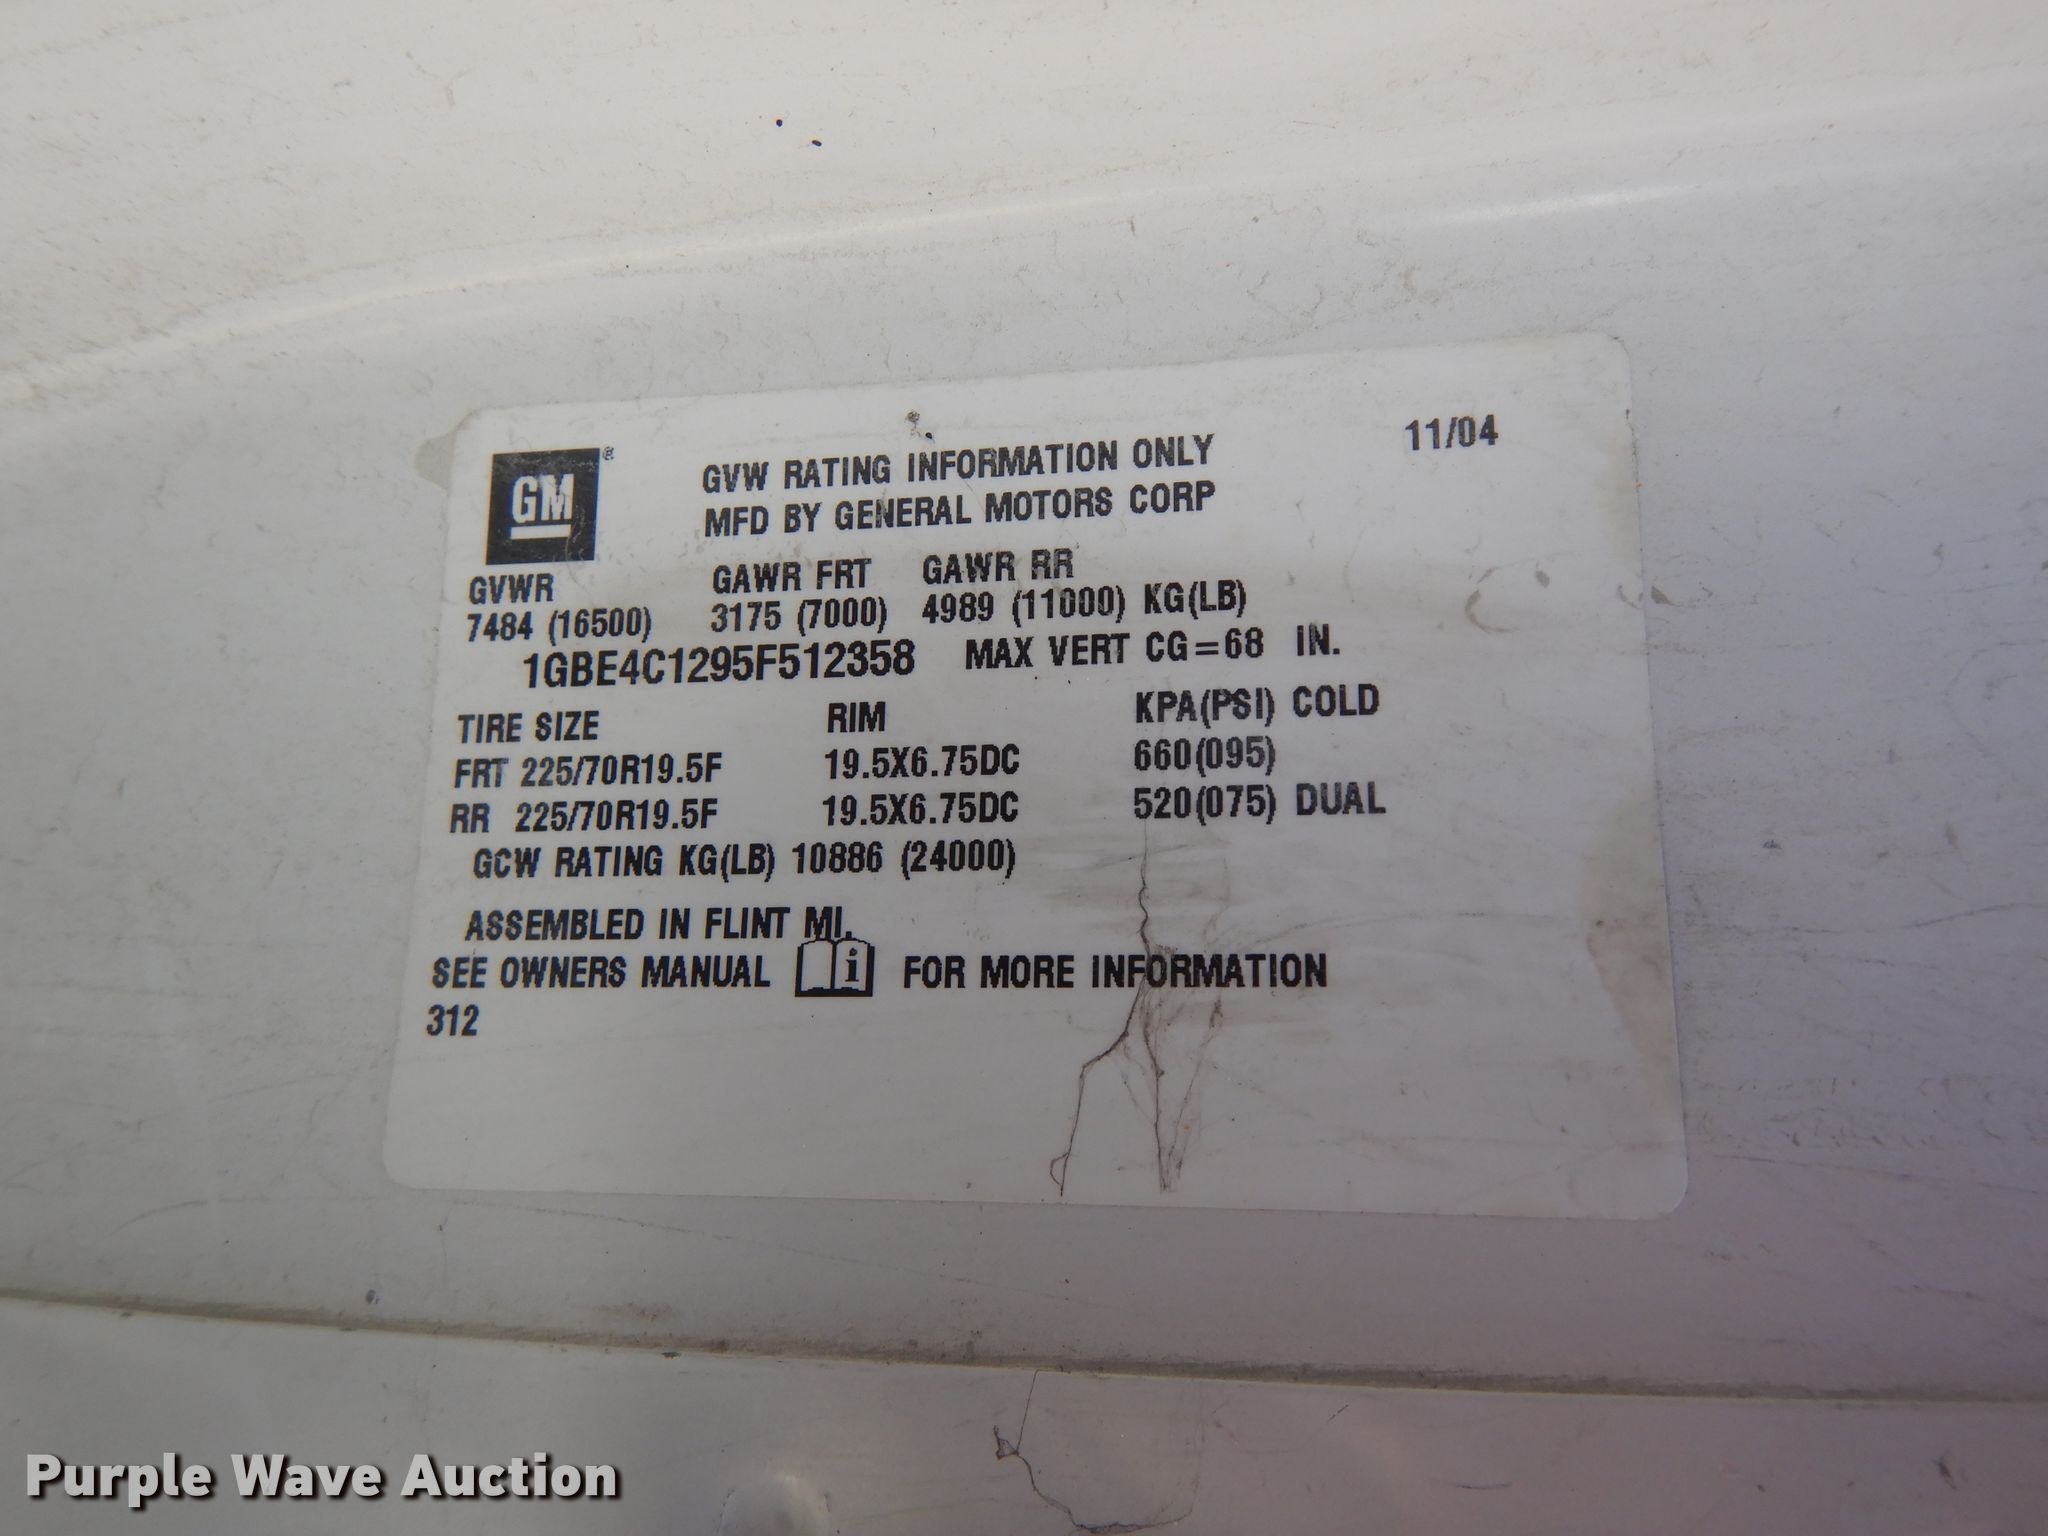 GM®
GVW RATING INFORMATION ONLY 11/04
MFD BY GENERAL MOTORS CORP
GVWR GAWR FRT GAWR RR
7484 (16500) 3175 (7000) 4989 (11000) KG(LB)
1GBE4C1295F512358 MAX VERT CG=68 IN.
TIRE SIZE RIM KPA(PSI) COLD
FRT 225/70R19.5F 19.5X6.75DC 660(095)
RR 225/70R19.5F 19.5X6.75DC 520(075) DUAL
GCW RATING KG(LB) 10886 (24000)
ASSEMBLED IN FLINT MI.
SEE OWNERS MANUAL i FOR MORE INFORMATION
312
Purple Wave Auction